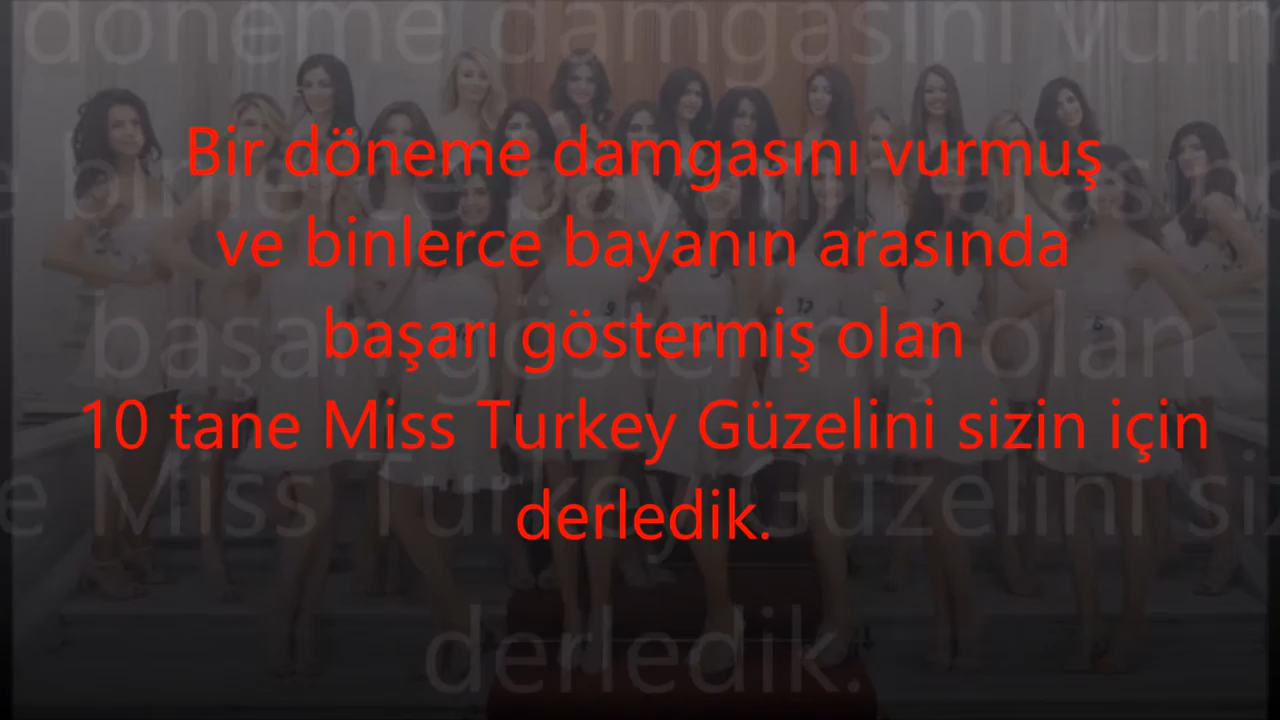 Bir döneme damgasını vurmuş
ve binlerce bayanın arasında
başarı göstermiş olan
10 tane Miss Turkey Güzelini sizin için
derledik.